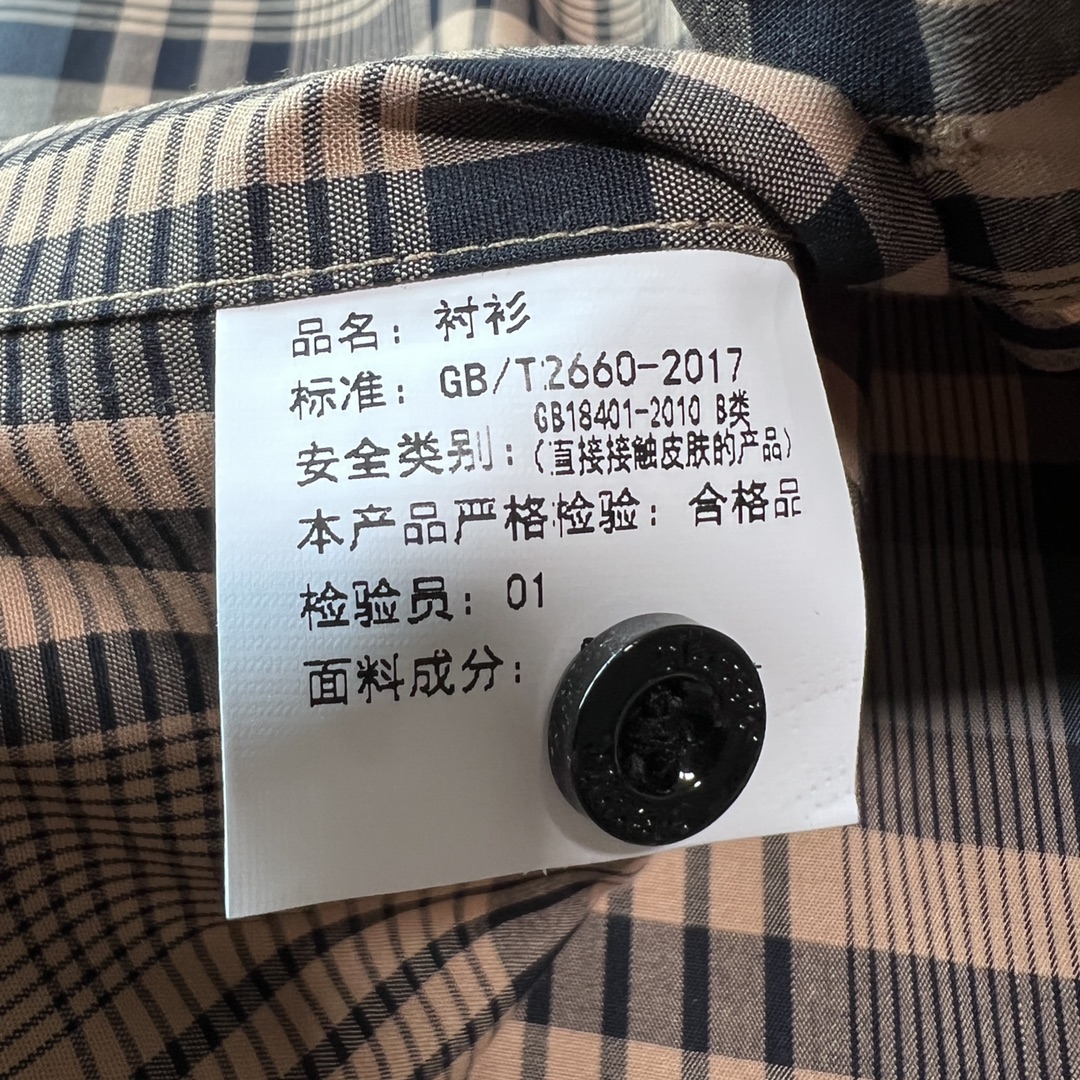 品名：衬衫
标准：GB/T2660-2017
安全类别：GB18401-2010 B类
(直接接触皮肤的产品)
本产品严格检验：合格品
检验员：01
面料成分：